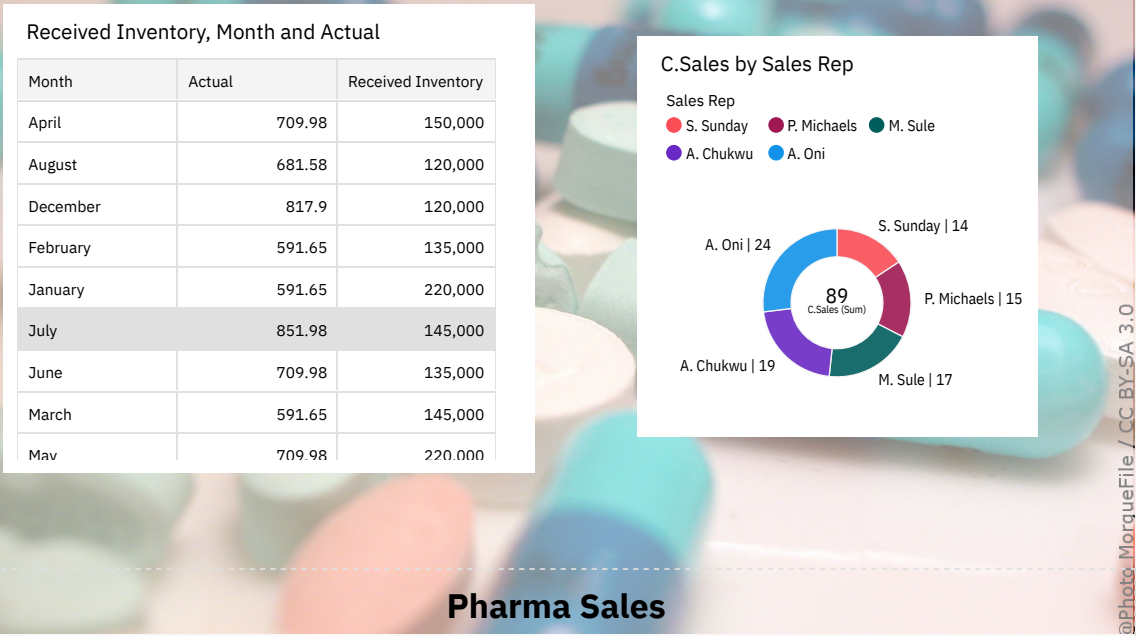 Received Inventory, Month and Actual
Month Actual Received Inventory
April 709.98 150,000
August 681.58 120,000
December 817.9 120,000
February 591.65 135,000
January 591.65 220,000
July 851.98 145,000
June 709.98 135,000
March 591.65 145,000
May 709.98 220,000
C.Sales by Sales Rep
Sales Rep
S. Sunday P. Michaels M. Sule
A. Chukwu A. Oni
S. Sunday | 14
A. Oni | 24
89
C.Sales (Sum)
P. Michaels | 15
A. Chukwu | 19
M. Sule | 17
Pharma Sales
@Photo MorgueFile / CC BY-SA 3.0